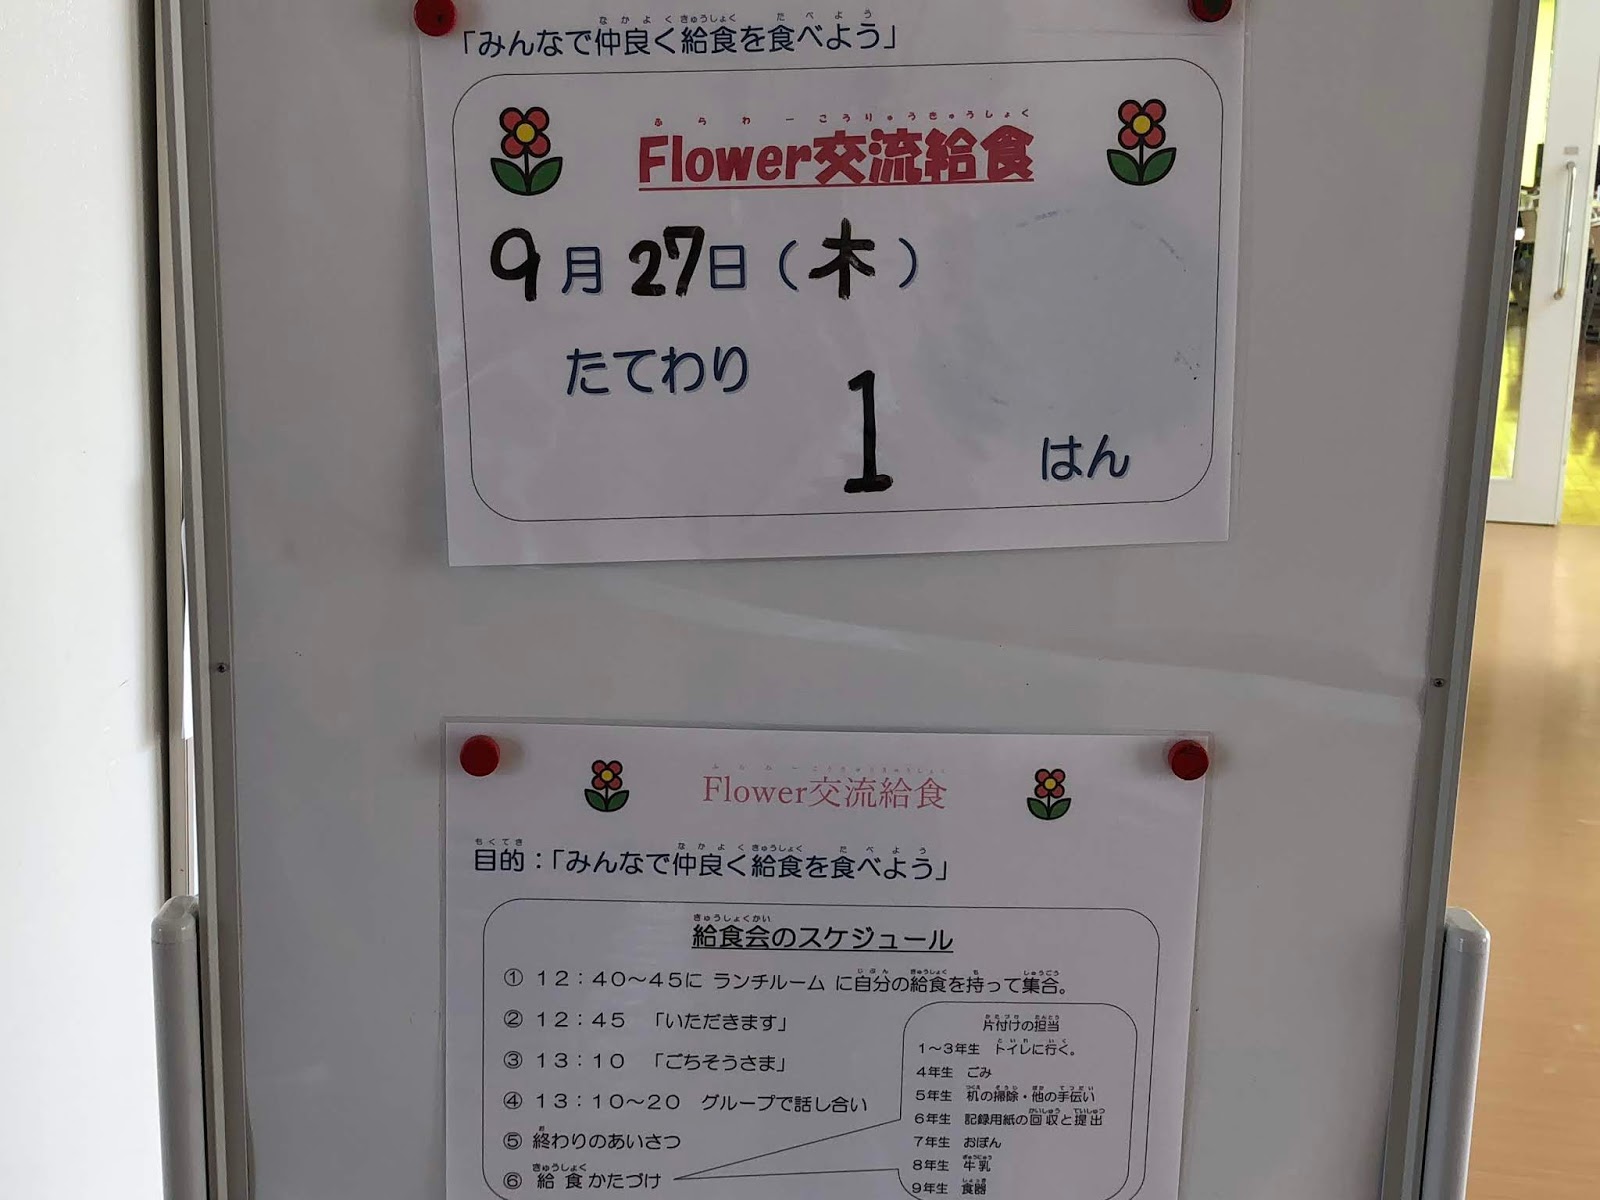 「みんなで仲良く給食を食べよう」
Flower交流給食
9月27日(木)
たてわり 1 はん
Flower交流給食
目的:「みんなで仲良く給食を食べよう」
給食会のスケジュール
① 12:40~45に ランチルーム に自分の給食を持って集合。
② 12:45 「いただきます」
③ 13:10 「ごちそうさま」
④ 13:10~20 グループで話し合い
⑤ 終わりのあいさつ
⑥ 給食かたづけ
片付けの担当
1~3年生 トイレに行く。
4年生 ごみ
5年生 机の掃除・他の手伝い
6年生 記録用紙の回収と提出
7年生 おぼん
8年生 牛乳
9年生 食器